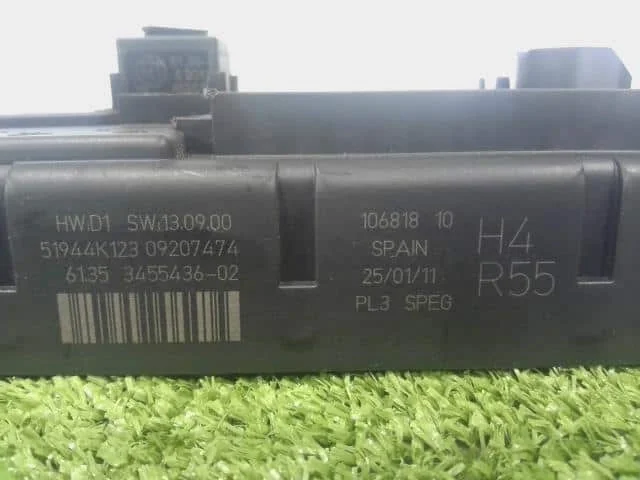 HW.D1 SW.13.09.00
51944K123 09207474
61.35 3455436-02
106818 10
SPAIN
25/01/11
PL3 SPEG
H4
R55